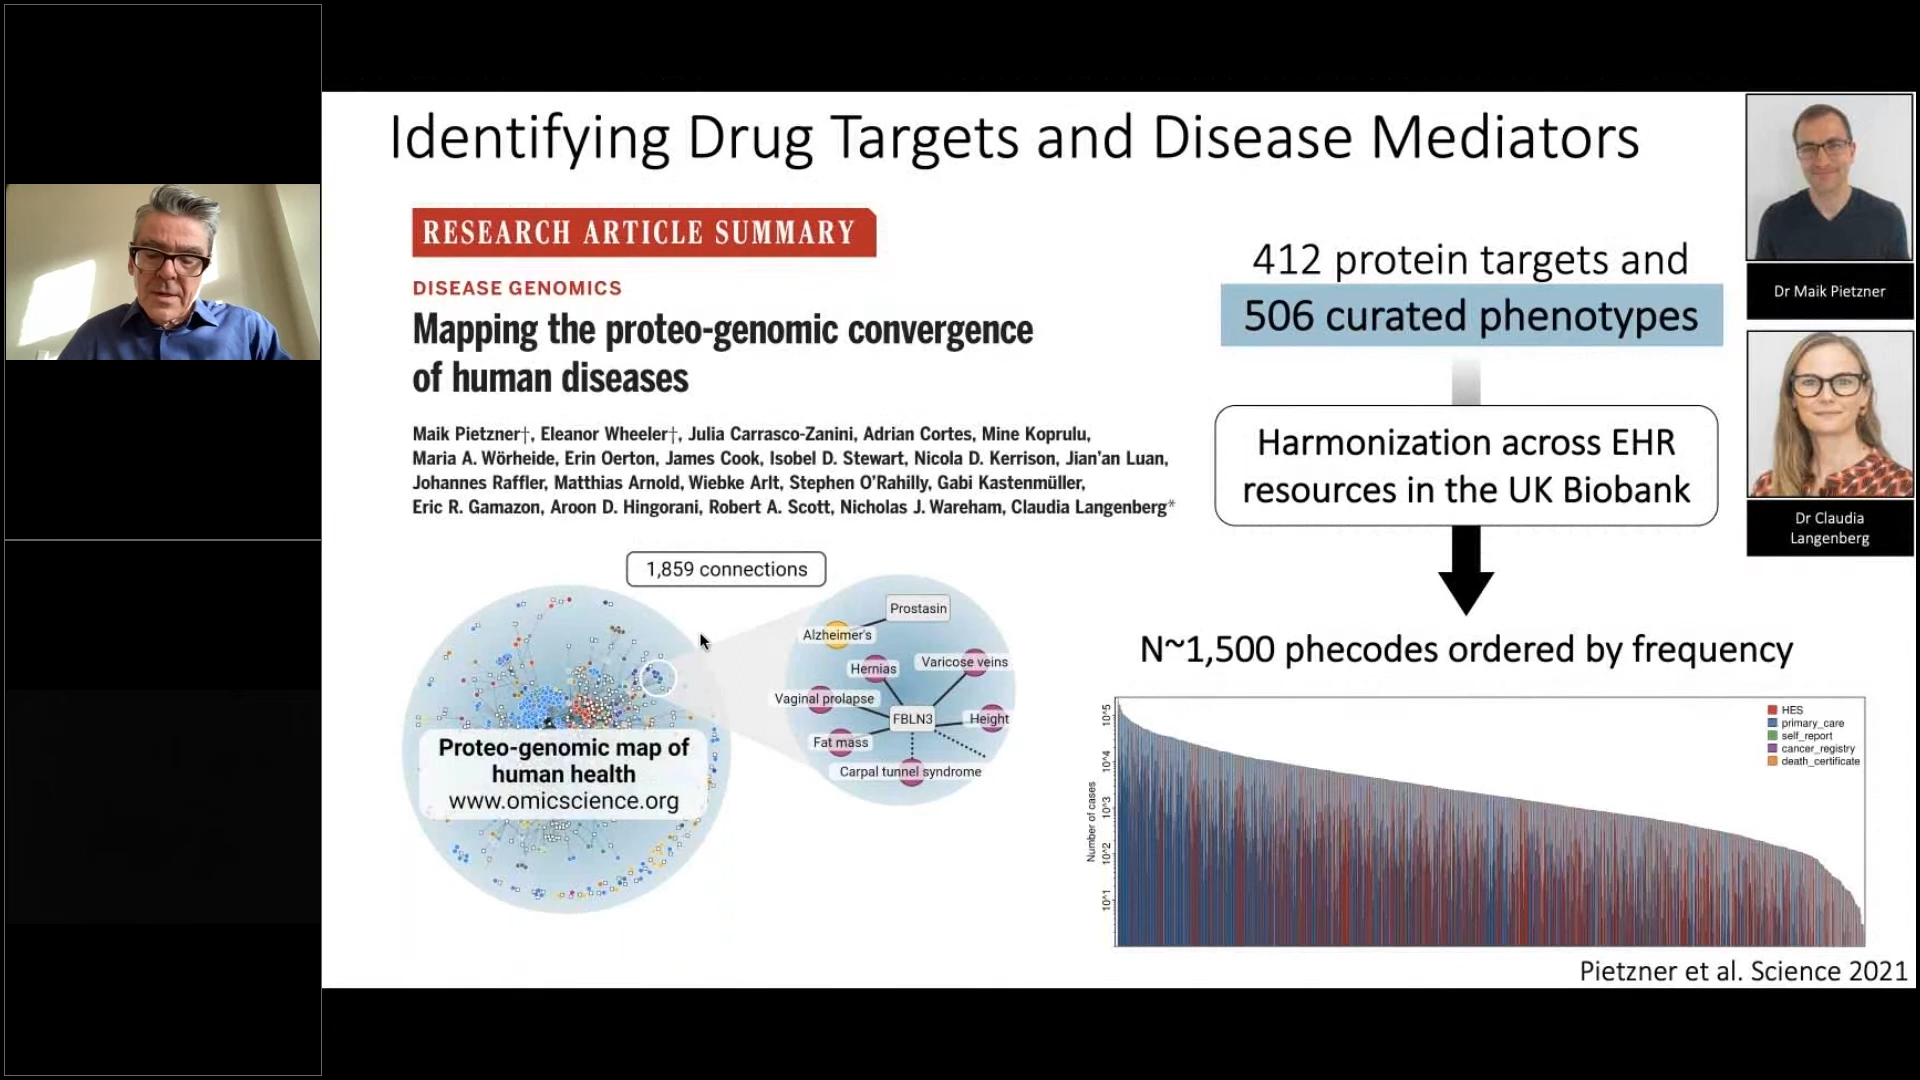 Identifying Drug Targets and Disease Mediators
RESEARCH ARTICLE SUMMARY
DISEASE GENOMICS
Mapping the proteo-genomic convergence
of human diseases
Maik Pietzner†, Eleanor Wheeler†, Julia Carrasco-Zanini, Adrian Cortes, Mine Koprulu,
Maria A. Wörheide, Erin Oerton, James Cook, Isobel D. Stewart, Nicola D. Kerrison, Jian’an Luan,
Johannes Raffler, Matthias Arnold, Wiebke Arlt, Stephen O’Rahilly, Gabi Kastenmüller,
Eric R. Gamazon, Aroon D. Hingorani, Robert A. Scott, Nicholas J. Wareham, Claudia Langenberg*
1,859 connections
Proteo-genomic map of
human health
www.omicscience.org
Prostasin
Alzheimer's
Hernias
Varicose veins
Vaginal prolapse
FBLN3
Height
Fat mass
Carpal tunnel syndrome
412 protein targets and
506 curated phenotypes
Harmonization across EHR
resources in the UK Biobank
N~1,500 phecodes ordered by frequency
Number of cases
10^5
10^4
10^3
10^2
10^1
HES
primary_care
self_report
cancer_registry
death_certificate
Pietzner et al. Science 2021
Dr Maik Pietzner
Dr Claudia
Langenberg